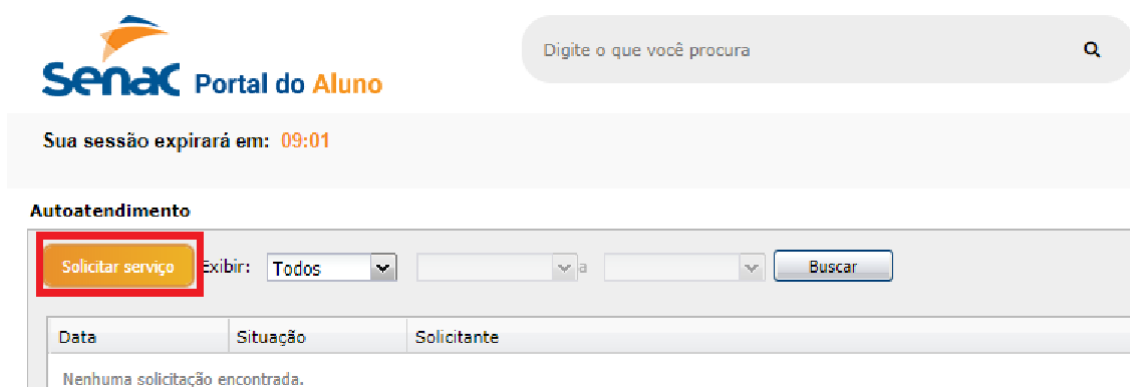 Digite o que você procura
Senac Portal do Aluno
Sua sessão expirará em: 09:01
Autoatendimento
Solicitar serviço Exibir: Todos a Buscar
Data Situação Solicitante
Nenhuma solicitação encontrada.